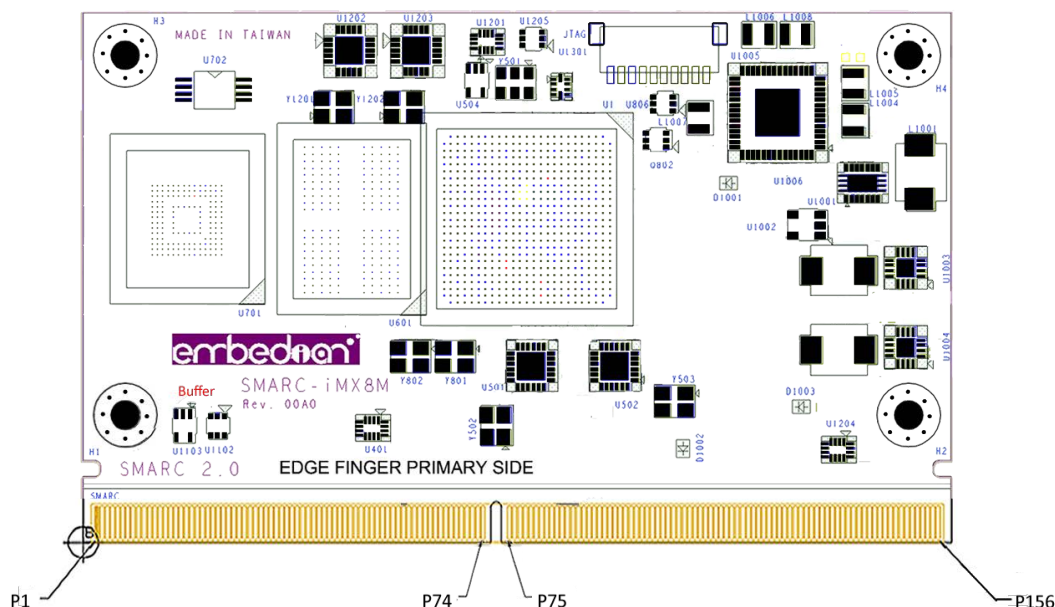 H3
MADE IN TAIWAN
U702
U1202
U1203
U1201
U1205
JTAG
U1301
L1006
L1008
U1005
H4
Y1201
Y1202
U504
Y501
U1
U806
L1007
Q802
L1005
L1004
L1001
D1001
U1006
U1001
U1002
U1003
U701
U601
U1004
embedian
SMARC-iMX8M
Rev. 00A0
Buffer
Y802
Y801
U501
U502
Y503
Y502
D1003
D1002
U1204
H1
U1103
U1102
U401
H2
SMARC 2.0
EDGE FINGER PRIMARY SIDE
SMARC
P1
P74
P75
P156